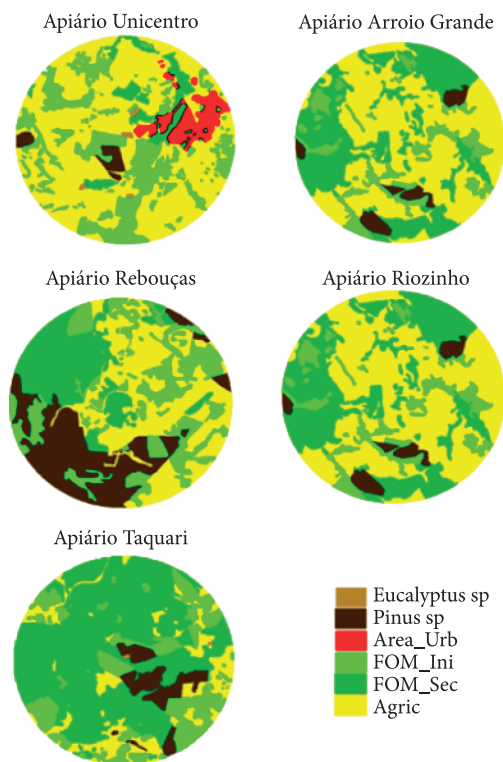 Apiário Unicentro
Apiário Arroio Grande
Apiário Rebouças
Apiário Riozinho
Apiário Taquari
Eucalyptus sp
Pinus sp
Area_Urb
FOM_Ini
FOM_Sec
Agric